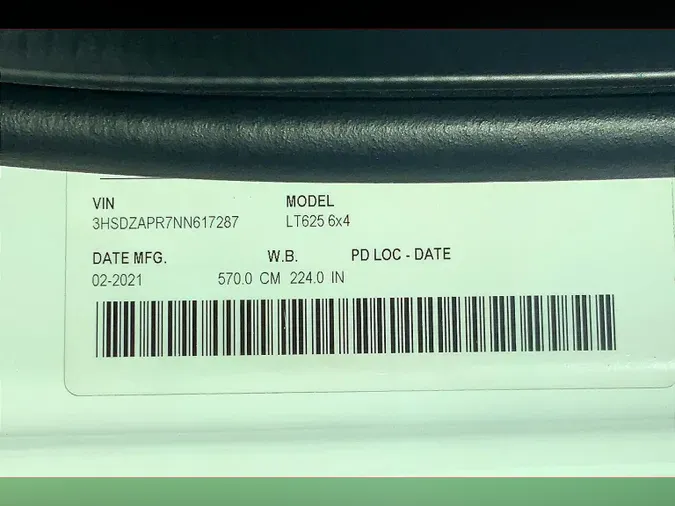 VIN MODEL
3HSDZAPR7NN617287 LT625 6x4
DATE MFG. W.B. PD LOC - DATE
02-2021 570.0 CM 224.0 IN